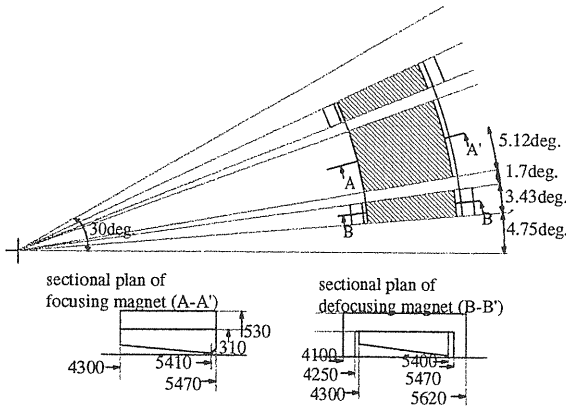 5.12deg.
A'
1.7deg.
A
3.43deg.
30deg.
B
B'
4.75deg.
sectional plan of
focusing magnet (A-A')
530
310
4300
5410
5470
sectional plan of
defocusing magnet (B-B')
4100
5400
4250
5470
4300
5620